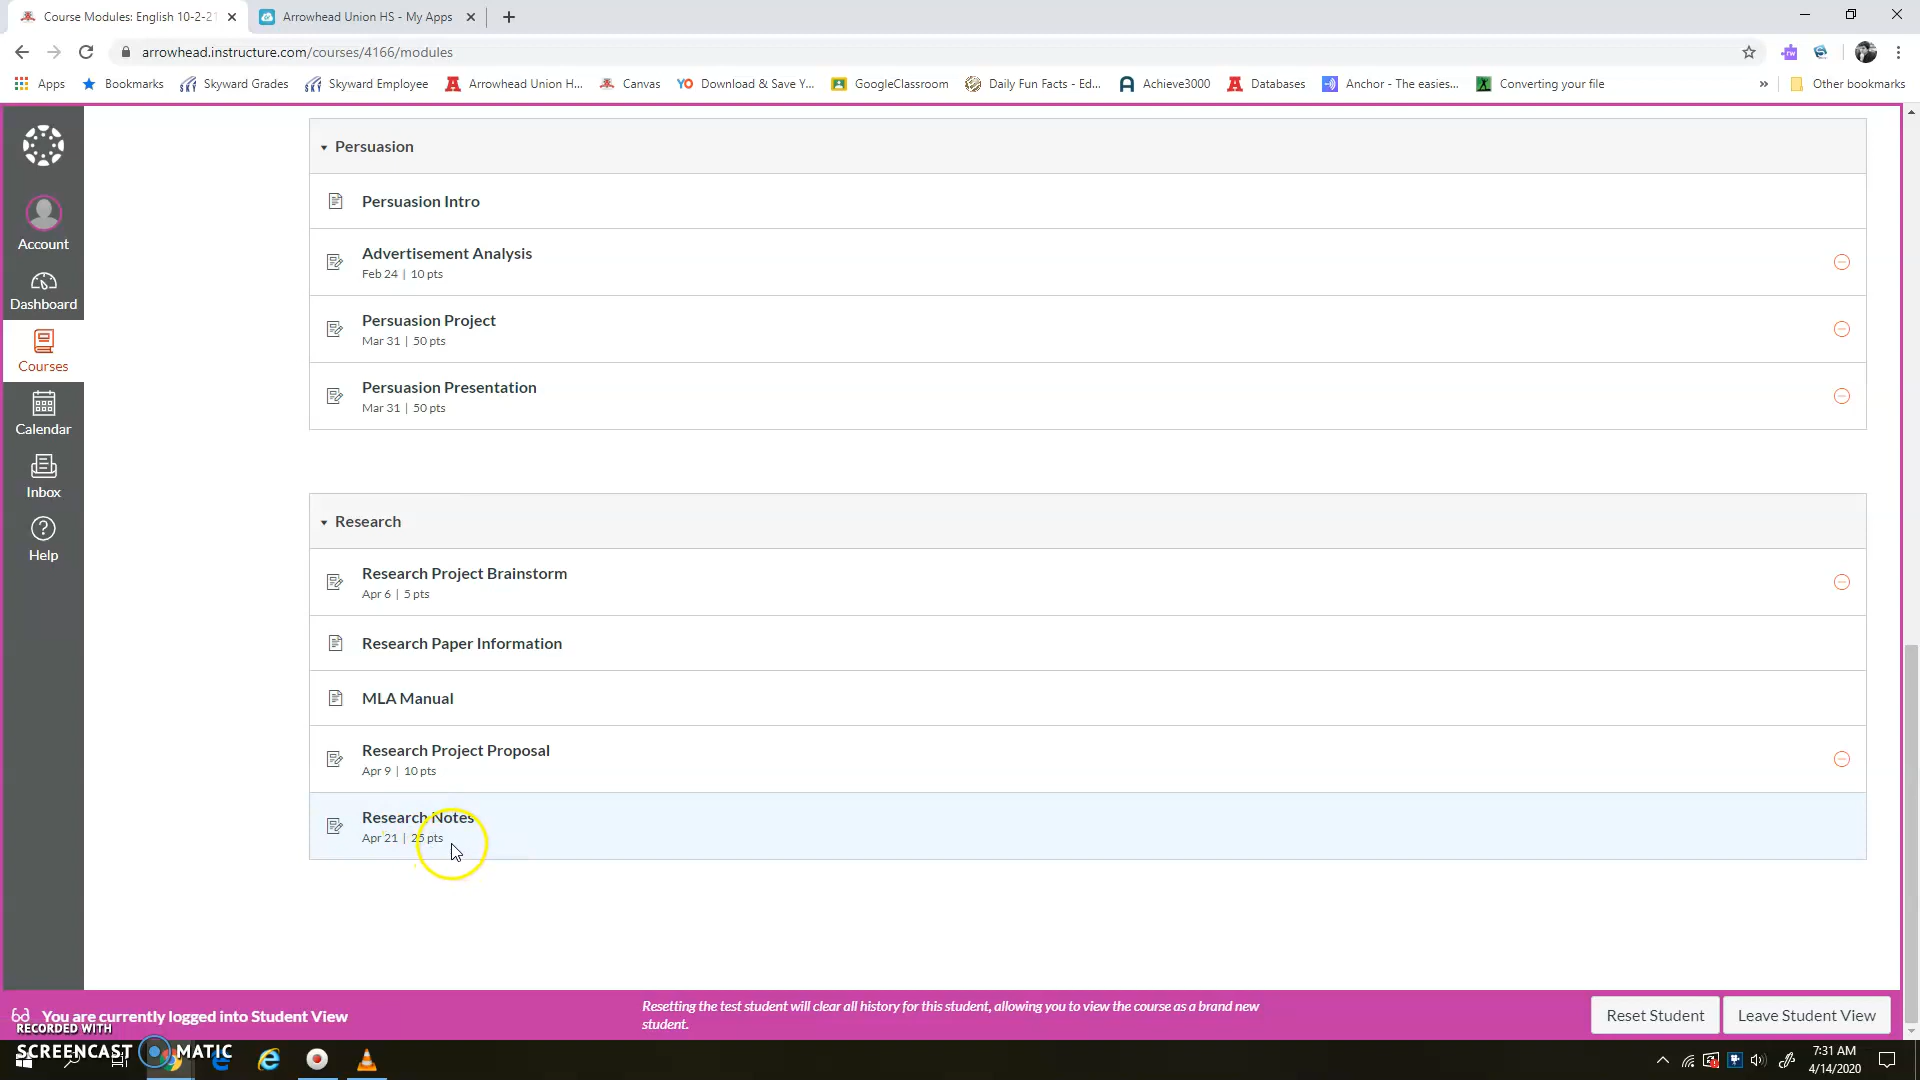 Course Modules: English 10-2-21
Arrowhead Union HS - My Apps
arrowhead.instructure.com/courses/4166/modules
Apps
Bookmarks
Skyward Grades
Skyward Employee
Arrowhead Union H...
Canvas
YO Download & Save Y...
GoogleClassroom
Daily Fun Facts - Ed...
Achieve3000
Databases
Anchor - The easies...
Converting your file
»
Other bookmarks
Account
Dashboard
Courses
Calendar
Inbox
Help
Persuasion
Persuasion Intro
Advertisement Analysis
Feb 24 | 10 pts
Persuasion Project
Mar 31 | 50 pts
Persuasion Presentation
Mar 31 | 50 pts
Research
Research Project Brainstorm
Apr 6 | 5 pts
Research Paper Information
MLA Manual
Research Project Proposal
Apr 9 | 10 pts
Research Notes
Apr 21 | 25 pts
You are currently logged into Student View
Resetting the test student will clear all history for this student, allowing you to view the course as a brand new
student.
Reset Student
Leave Student View
RECORDED WITH
SCREENCAST MATIC
7:31 AM
4/14/2020